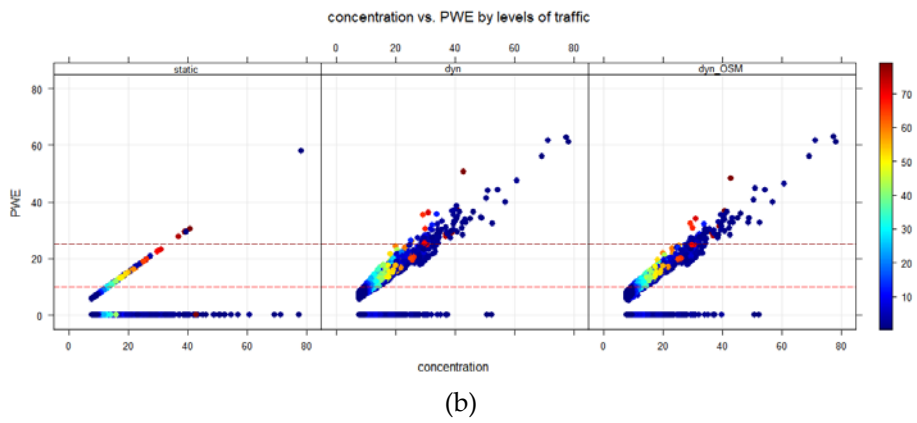 concentration vs. PWE by levels of traffic
0 20 40 60 80
static dyn dyn_OSM
80
60
40
20
0
PWE
70
60
50
40
30
20
10
0 20 40 60 80 0 20 40 60 80
concentration
(b)